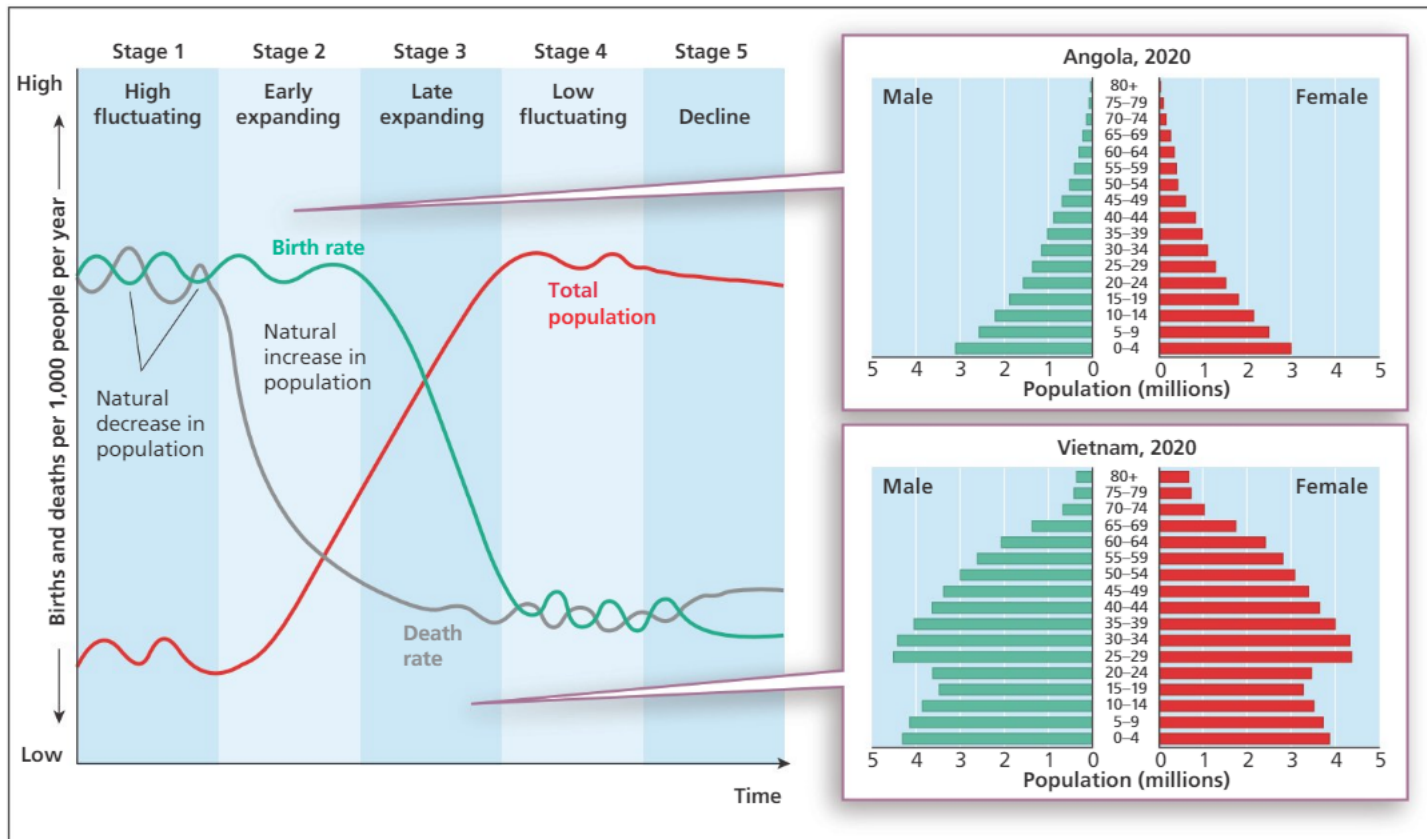 Stage 1
Stage 2
Stage 3
Stage 4
Stage 5
High
fluctuating
Early
expanding
Late
expanding
Low
fluctuating
Decline
High
Births and deaths per 1,000 people per year
Low
Birth rate
Natural
increase in
population
Natural
decrease in
population
Total
population
Death
rate
Time
Angola, 2020
Male
Female
80+
75–79
70–74
65–69
60–64
55–59
50–54
45–49
40–44
35–39
30–34
25–29
20–24
15–19
10–14
5–9
0–4
5 4 3 2 1 0 0 1 2 3 4 5
Population (millions)
Vietnam, 2020
Male
Female
80+
75–79
70–74
65–69
60–64
55–59
50–54
45–49
40–44
35–39
30–34
25–29
20–24
15–19
10–14
5–9
0–4
5 4 3 2 1 0 0 1 2 3 4 5
Population (millions)